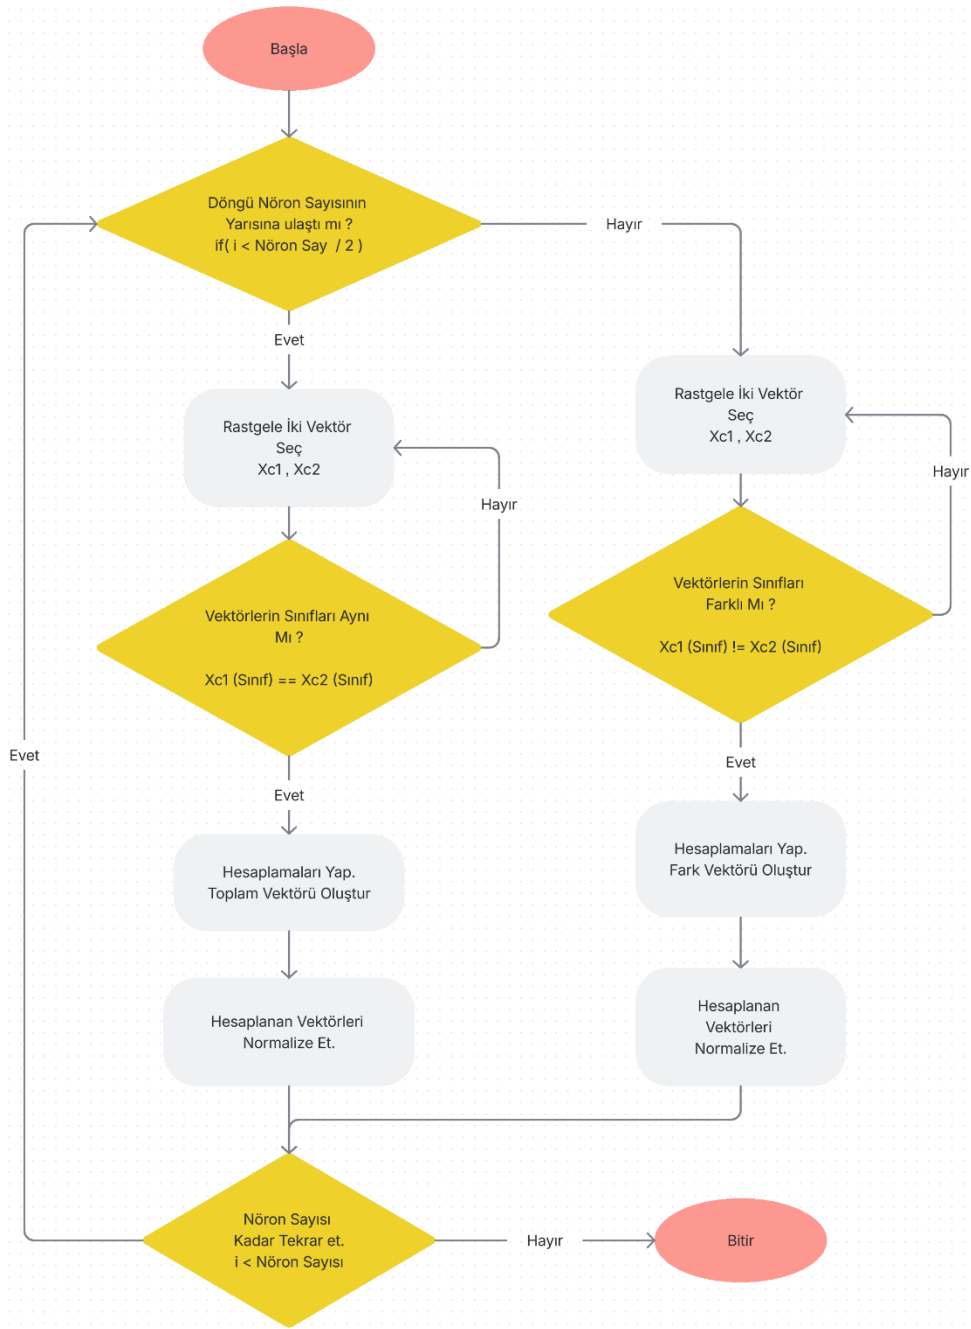 Başla
Döngü Nöron Sayısının
Yarısına ulaştı mı ?
if( i < Nöron Say  / 2 )
Hayır
Evet
Rastgele İki Vektör
Seç
Xc1 , Xc2
Hayır
Vektörlerin Sınıfları Aynı
Mı ?
Xc1 (Sınıf) == Xc2 (Sınıf)
Evet
Hesaplamaları Yap.
Toplam Vektörü Oluştur
Hesaplanan Vektörleri
Normalize Et.
Rastgele İki Vektör
Seç
Xc1 , Xc2
Hayır
Vektörlerin Sınıfları
Farklı Mı ?
Xc1 (Sınıf) != Xc2 (Sınıf)
Evet
Hesaplamaları Yap.
Fark Vektörü Oluştur
Hesaplanan
Vektörleri
Normalize Et.
Evet
Nöron Sayısı
Kadar Tekrar et.
i < Nöron Sayısı
Hayır
Bitir